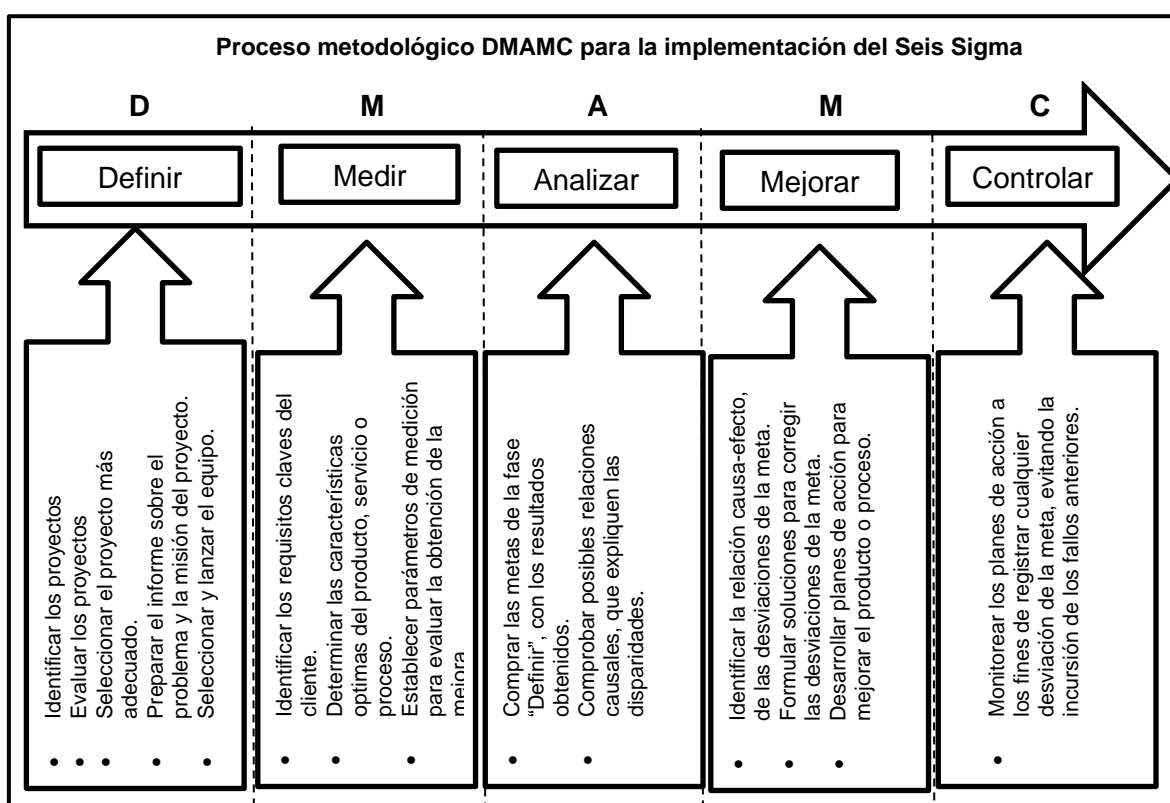 Proceso metodológico DMAMC para la implementación del Seis Sigma
D
M
A
M
C
Definir
Medir
Analizar
Mejorar
Controlar
• Identificar los proyectos
• Evaluar los proyectos
• Seleccionar el proyecto más
adecuado.
• Preparar el informe sobre el
problema y la misión del proyecto.
• Seleccionar y lanzar el equipo.
• Identificar los requisitos claves del
cliente.
• Determinar las características
optimas del producto, servicio o
proceso.
• Establecer parámetros de medición
para evaluar la obtención de la
mejora
• Comprar las metas de la fase
“Definir”, con los resultados
obtenidos.
• Comprobar posibles relaciones
causales, que expliquen las
disparidades.
• Identificar la relación causa-efecto,
de las desviaciones de la meta.
• Formular soluciones para corregir
las desviaciones de la meta.
• Desarrollar planes de acción para
mejorar el producto o proceso.
• Monitorear los planes de acción a
los fines de registrar cualquier
desviación de la meta, evitando la
incursión de los fallos anteriores.